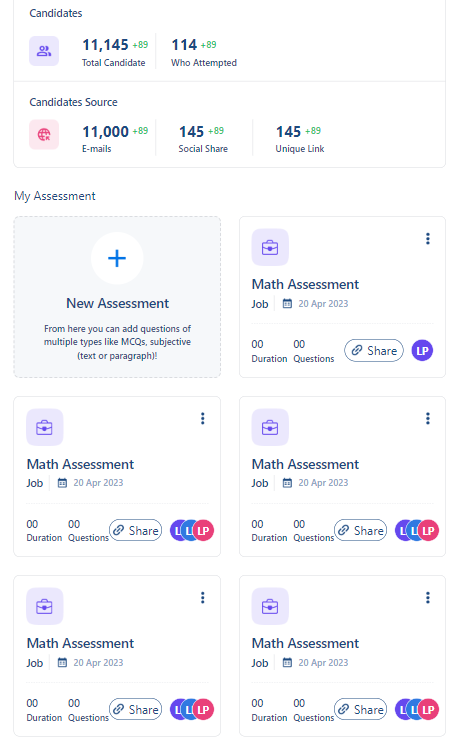 Candidates
11,145 +89 114 +89
Total Candidate Who Attempted
Candidates Source
11,000 +89 145 +89 145 +89
E-mails Social Share Unique Link
My Assessment
New Assessment
From here you can add questions of
multiple types like MCQs, subjective
(text or paragraph)!
Math Assessment
Job 20 Apr 2023
00 00
Duration Questions Share LP
Math Assessment
Job 20 Apr 2023
00 00
Duration Questions Share L L LP
Math Assessment
Job 20 Apr 2023
00 00
Duration Questions Share L L LP
Math Assessment
Job 20 Apr 2023
00 00
Duration Questions Share L L LP
Math Assessment
Job 20 Apr 2023
00 00
Duration Questions Share L L LP